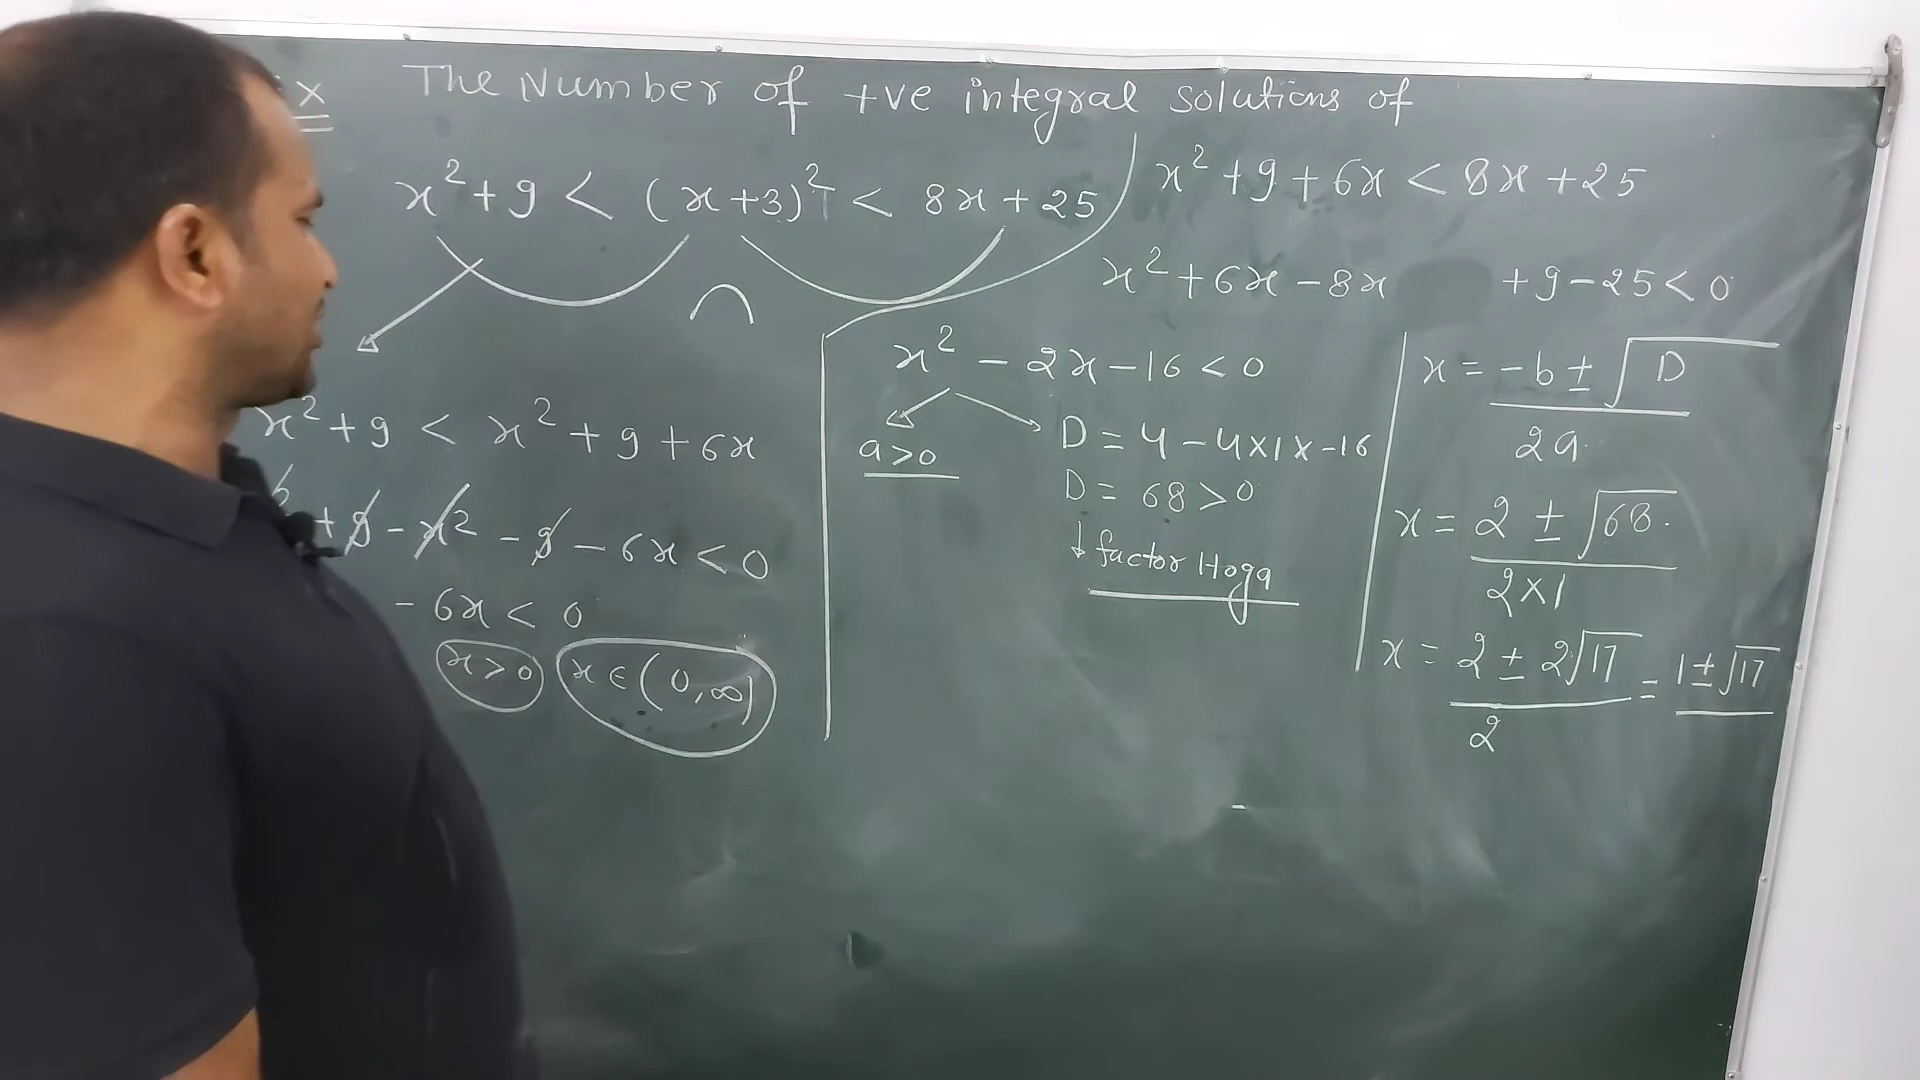 x The Number of +ve integral solutions of
x² + 9 < (x+3)² < 8x + 25
x² + 9 < x² + 9 + 6x
+ 9 - x² - 9 - 6x < 0
- 6x < 0
x > 0 x ∈ (0, ∞)
x² + 9 + 6x < 8x + 25
x² + 6x - 8x + 9 - 25 < 0
x² - 2x - 16 < 0
a > 0 D = 4 - 4×1×-16
D = 68 > 0
↓ factor Hoga
x = -b ± √D
2a
x = 2 ± √68
2×1
x = 2 ± 2√17 = 1 ± √17
2